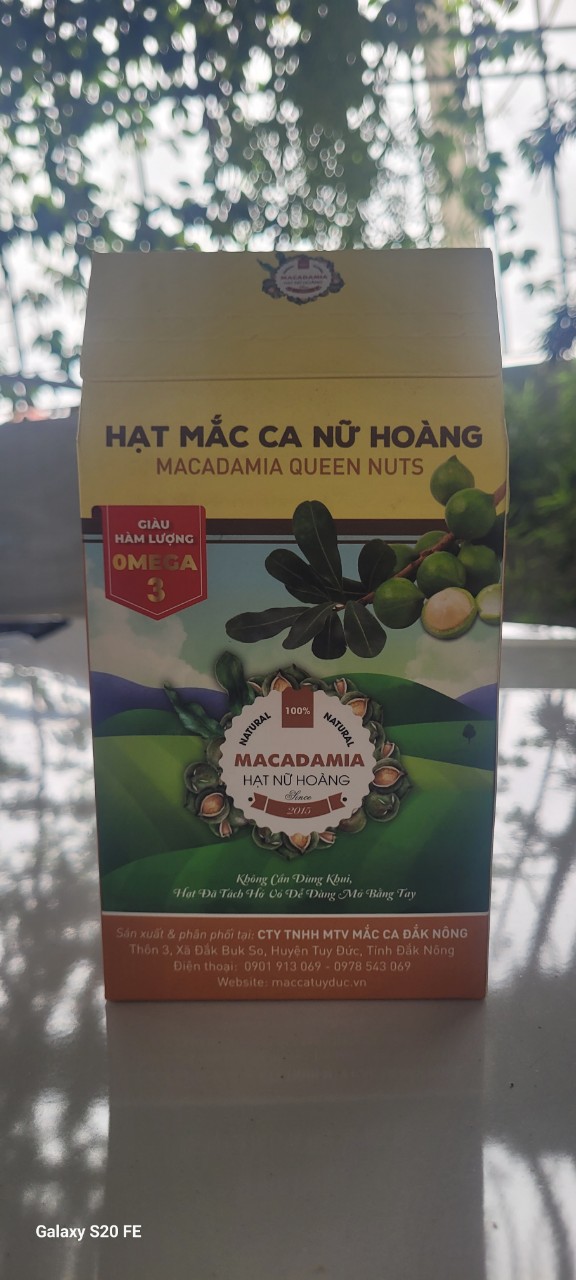 MACADAMIA
HẠT MẮC CA NỮ HOÀNG
MACADAMIA QUEEN NUTS
GIÀU
HÀM LƯỢNG
OMEGA
3
100%
NATURAL NATURAL
MACADAMIA
HẠT NỮ HOÀNG
Since
2015
Không Cần Dùng Khui,
Hạt Đã Tách Hở Vỏ Dễ Dàng Mở Bằng Tay
Sản xuất & phân phối tại: CTY TNHH MTV MẮC CA ĐẮK NÔNG
Thôn 3, Xã Đắk Buk So, Huyện Tuy Đức, Tỉnh Đắk Nông
Điện thoại: 0901 913 069 - 0978 543 069
Website: maccatuyduc.vn
Galaxy S20 FE